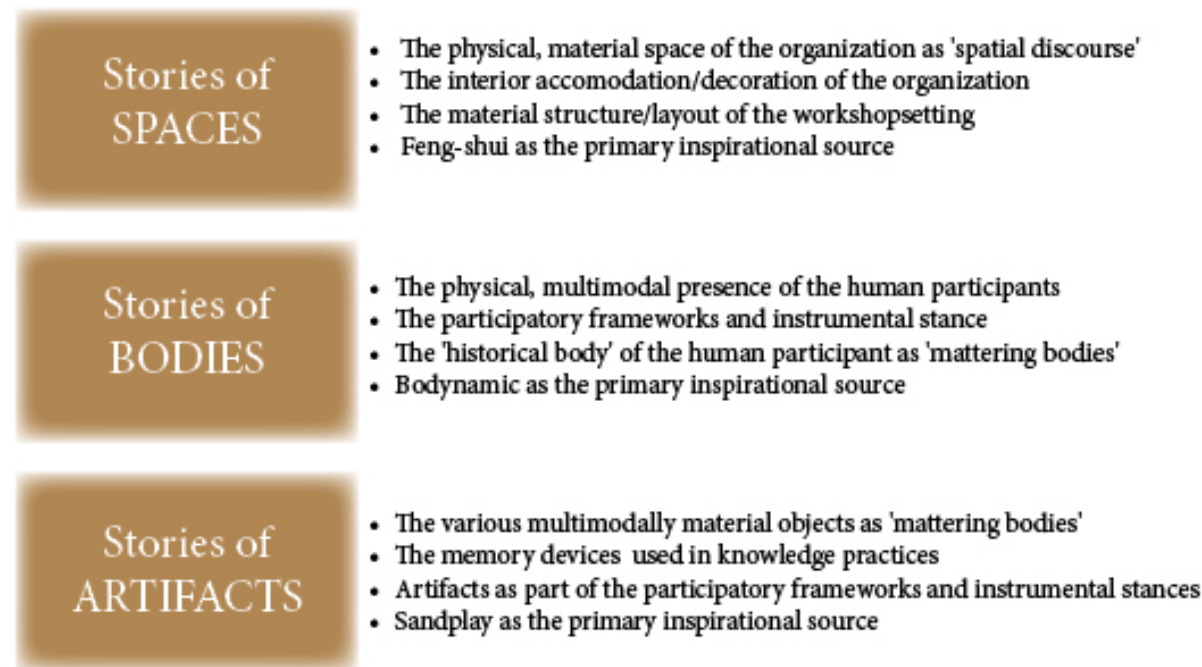 Stories of
SPACES
• The physical, material space of the organization as 'spatial discourse'
• The interior accomodation/decoration of the organization
• The material structure/layout of the workshopsetting
• Feng-shui as the primary inspirational source
Stories of
BODIES
• The physical, multimodal presence of the human participants
• The participatory frameworks and instrumental stance
• The 'historical body' of the human participant as 'mattering bodies'
• Bodynamic as the primary inspirational source
Stories of
ARTIFACTS
• The various multimodally material objects as 'mattering bodies'
• The memory devices used in knowledge practices
• Artifacts as part of the participatory frameworks and instrumental stances
• Sandplay as the primary inspirational source